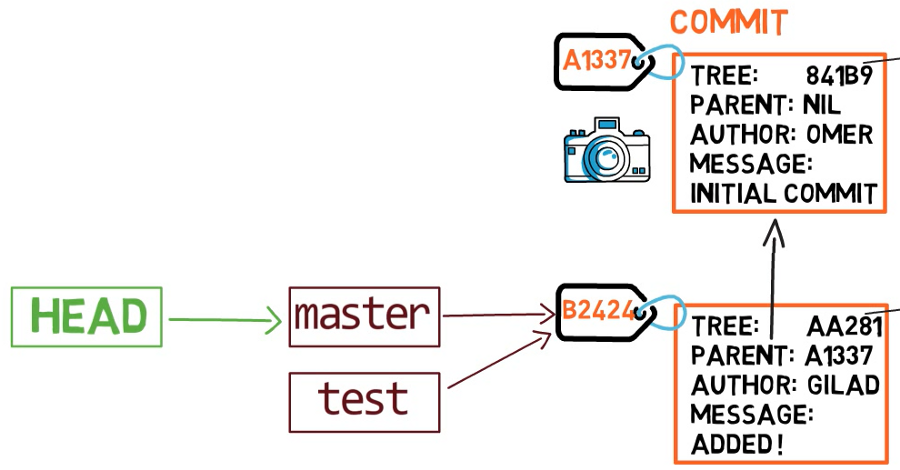 COMMIT
A1337
TREE: 841B9
PARENT: NIL
AUTHOR: OMER
MESSAGE:
INITIAL COMMIT
HEAD
master
test
B2424
TREE: AA281
PARENT: A1337
AUTHOR: GILAD
MESSAGE:
ADDED!